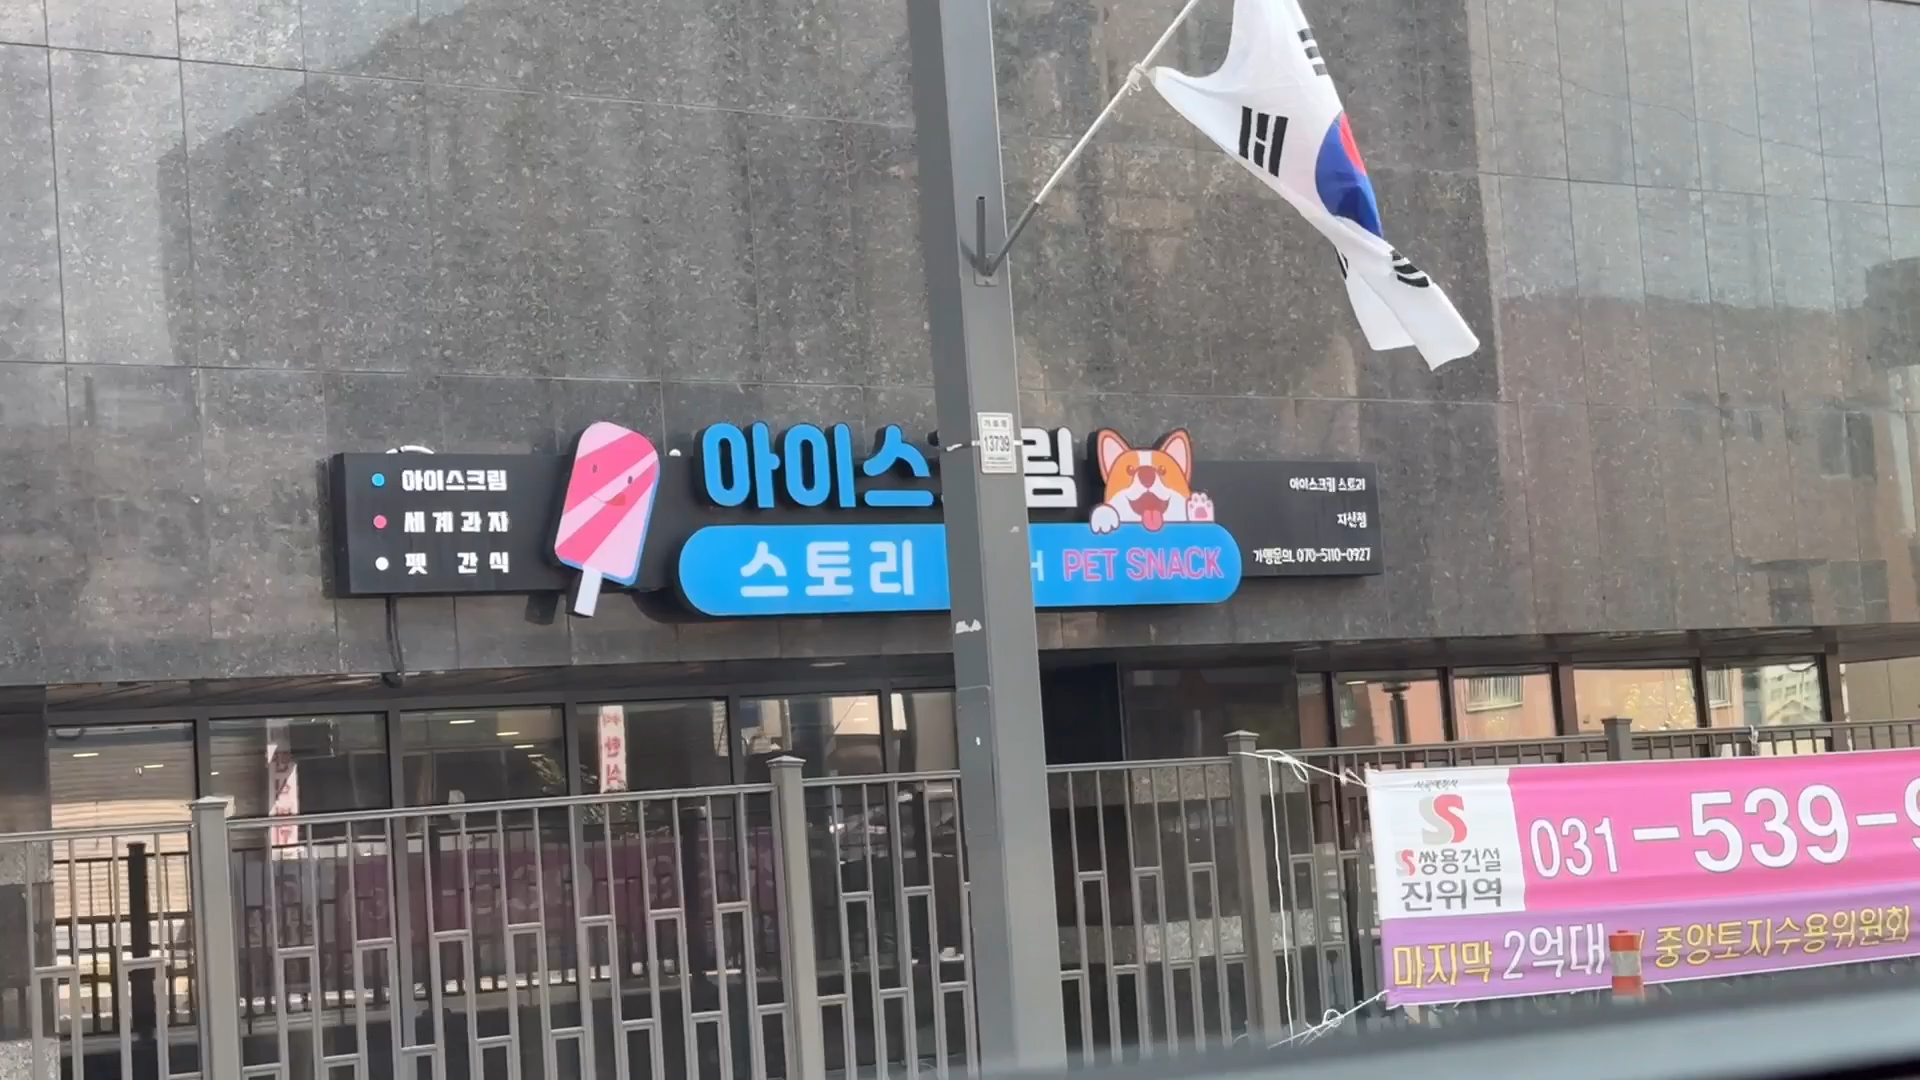 아이스크림
세계과자
펫 간식
아이스 림
스토리 PET SNACK
아이스크림 스토리
지산점
가맹문의. 070-5110-0927
13739
쌍용건설
진위역
031-539-9
마지막 2억대 / 중앙토지수용위원회